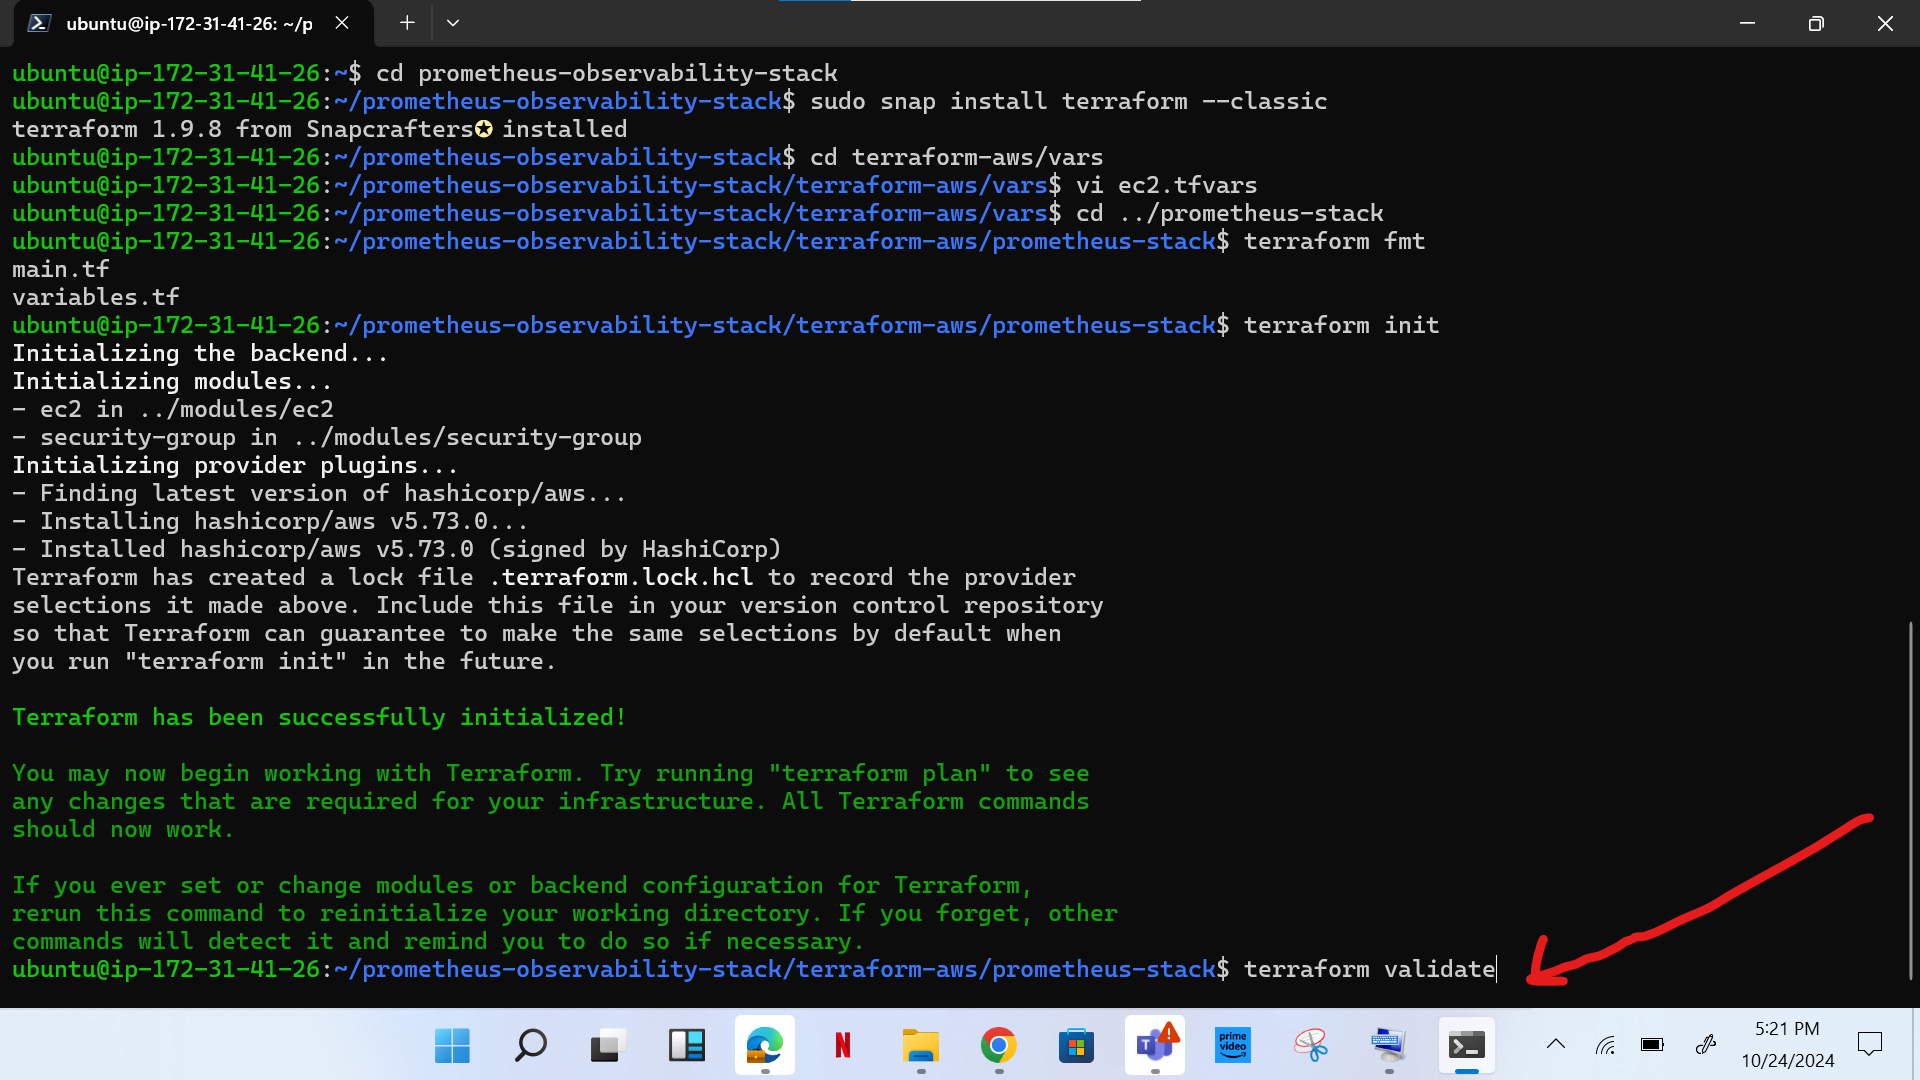 ubuntu@ip-172-31-41-26: ~/p
ubuntu@ip-172-31-41-26:~$ cd prometheus-observability-stack
ubuntu@ip-172-31-41-26:~/prometheus-observability-stack$ sudo snap install terraform --classic
terraform 1.9.8 from Snapcrafters✪ installed
ubuntu@ip-172-31-41-26:~/prometheus-observability-stack$ cd terraform-aws/vars
ubuntu@ip-172-31-41-26:~/prometheus-observability-stack/terraform-aws/vars$ vi ec2.tfvars
ubuntu@ip-172-31-41-26:~/prometheus-observability-stack/terraform-aws/vars$ cd ../prometheus-stack
ubuntu@ip-172-31-41-26:~/prometheus-observability-stack/terraform-aws/prometheus-stack$ terraform fmt
main.tf
variables.tf
ubuntu@ip-172-31-41-26:~/prometheus-observability-stack/terraform-aws/prometheus-stack$ terraform init
Initializing the backend...
Initializing modules...
- ec2 in ../modules/ec2
- security-group in ../modules/security-group
Initializing provider plugins...
- Finding latest version of hashicorp/aws...
- Installing hashicorp/aws v5.73.0...
- Installed hashicorp/aws v5.73.0 (signed by HashiCorp)
Terraform has created a lock file .terraform.lock.hcl to record the provider
selections it made above. Include this file in your version control repository
so that Terraform can guarantee to make the same selections by default when
you run "terraform init" in the future.
Terraform has been successfully initialized!
You may now begin working with Terraform. Try running "terraform plan" to see
any changes that are required for your infrastructure. All Terraform commands
should now work.
If you ever set or change modules or backend configuration for Terraform,
rerun this command to reinitialize your working directory. If you forget, other
commands will detect it and remind you to do so if necessary.
ubuntu@ip-172-31-41-26:~/prometheus-observability-stack/terraform-aws/prometheus-stack$ terraform validate
N
T
prime
video
5:21 PM
10/24/2024